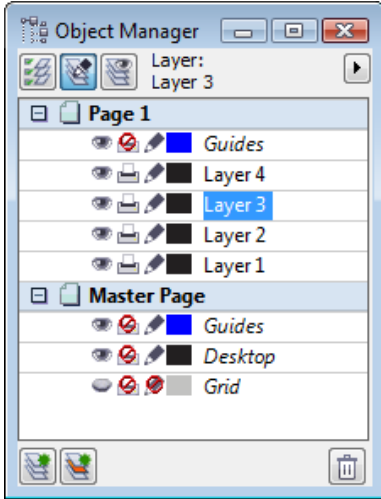 Object Manager
Layer:
Layer 3
Page 1
Guides
Layer 4
Layer 3
Layer 2
Layer 1
Master Page
Guides
Desktop
Grid